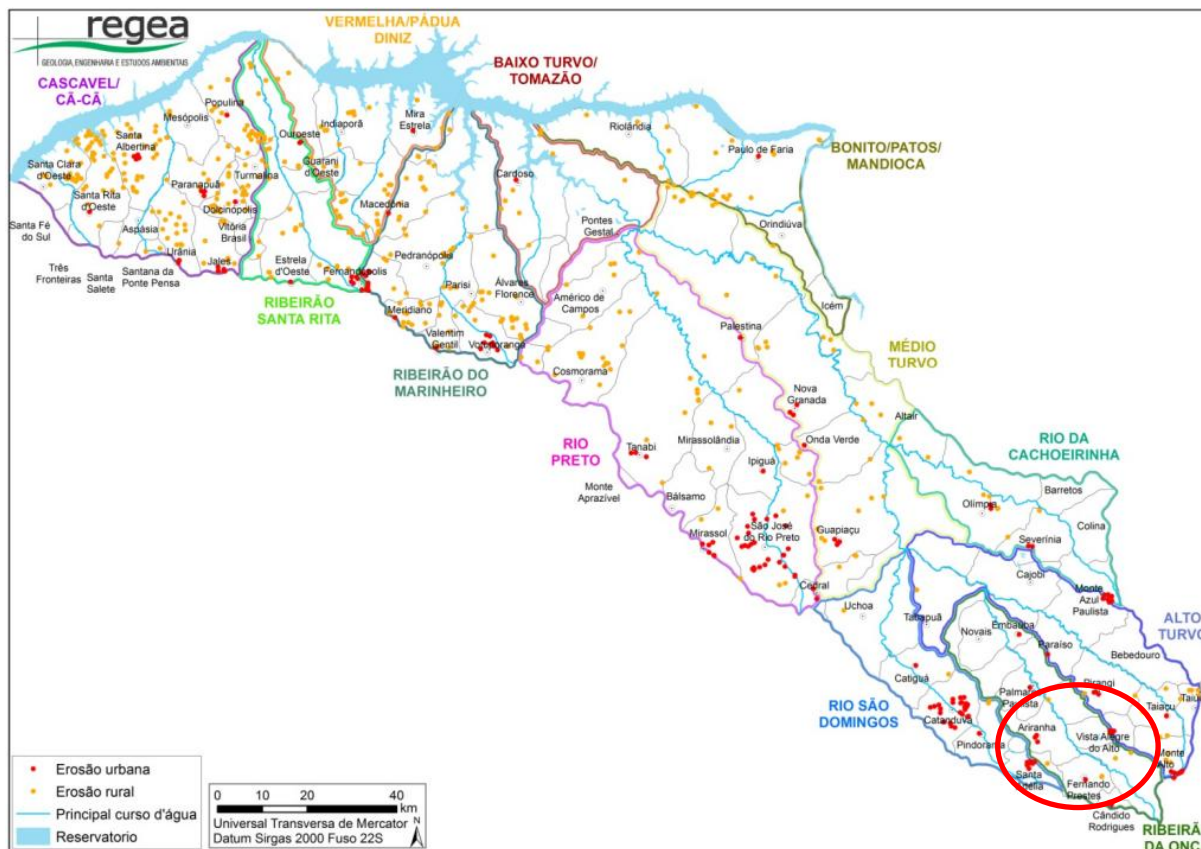 regea
GEOLOGIA, ENGENHARIA E ESTUDOS AMBIENTAIS
VERMELHA/PÁDUA
DINIZ
BAIXO TURVO/
TOMAZÃO
CASCAVEL/
CÃ-CÃ
BONITO/PATOS/
MANDIOCA
Populina
Mesópolis
Santa
Albertina
Ouroeste
Indiaporã
Mira
Estrela
Riolândia
Paulo de Faria
Guarani
d'Oeste
Santa Clara
d'Oeste
Turmalina
Paranapuã
Cardoso
Santa Rita
d'Oeste
Dolcinópolis
Macedônia
Orindiúva
Santa Fé
do Sul
Aspásia
Vitória
Brasil
Pontes
Gestal
Urânia
Jales
Pedranópolis
Três
Fronteiras
Santa
Salete
Santana da
Ponte Pensa
Estrela
d'Oeste
Fernandópolis
Parisi
Álvares
Florence
Américo de
Campos
Icém
RIBEIRÃO
SANTA RITA
Meridiano
Valentim
Gentil
Votuporanga
Palestina
MÉDIO
TURVO
RIBEIRÃO DO
MARINHEIRO
Cosmorama
Nova
Granada
Altair
RIO
PRETO
Tanabi
Mirassolândia
Onda Verde
RIO DA
CACHOEIRINHA
Ipiguá
Monte
Aprazível
Bálsamo
Olímpia
Barretos
Colina
Mirassol
São José
do Rio Preto
Guapiaçu
Severínia
Cedral
Cajobi
Uchoa
Monte
Azul
Paulista
Tabapuã
Embaúba
Novais
Paraíso
ALTO
TURVO
Bebedouro
Catiguá
Pirangi
Palmares
Paulista
Taiaçu
RIO SÃO
DOMINGOS
Catanduva
Ariranha
Vista Alegre
do Alto
Pindorama
Monte
Alto
Santa
Fernando
Prestes
Cândido
Rodrigues
RIBEIRÃ
DA ONÇ
Erosão urbana
Erosão rural
Principal curso d'água
Reservatorio
0 10 20 40
km
Universal Transversa de Mercator
Datum Sirgas 2000 Fuso 22S
N